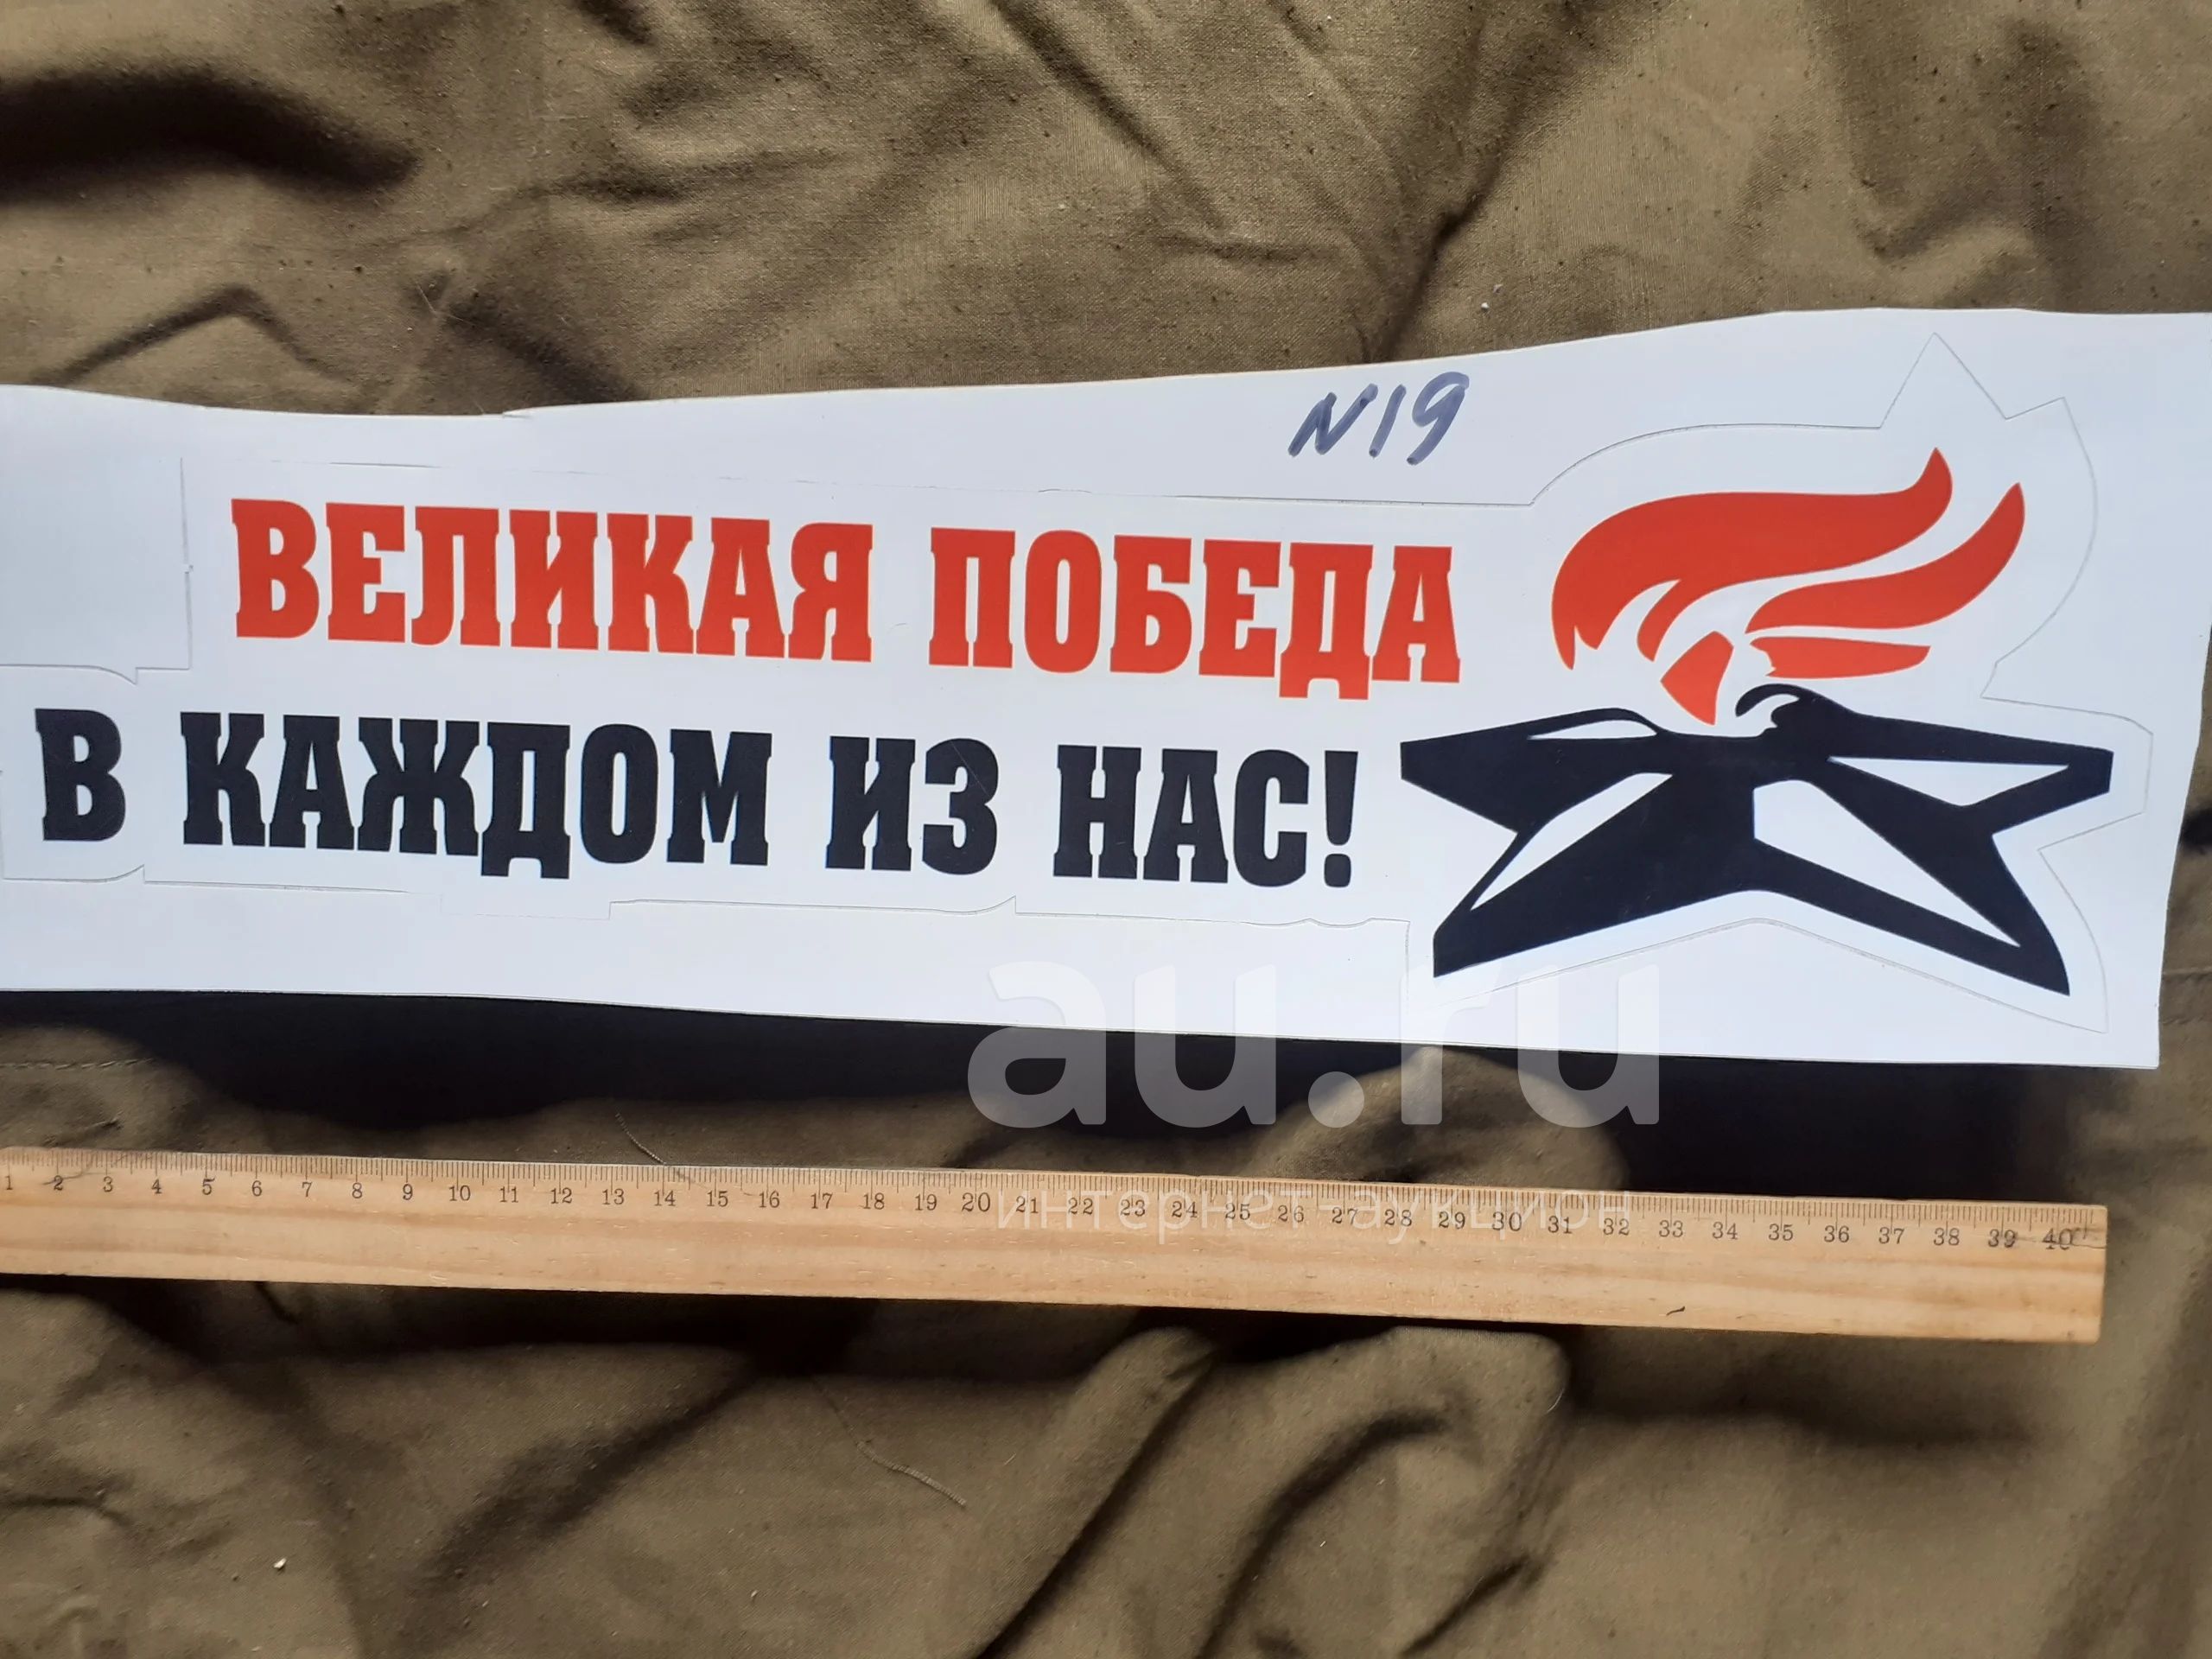 N19
ВЕЛИКАЯ ПОБЕДА
В КАЖДОМ ИЗ НАС!
au.ru
интернет-аукцион
1 2 3 4 5 6 7 8 9 10 11 12 13 14 15 16 17 18 19 20 21 22 23 24 25 26 27 28 29 30 31 32 33 34 35 36 37 38 39 40